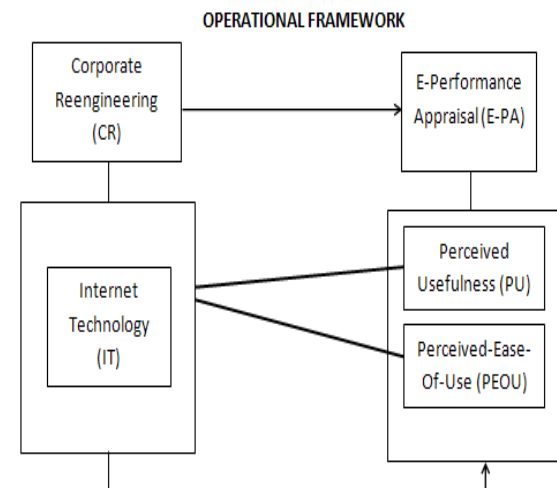 OPERATIONAL FRAMEWORK
Corporate
Reengineering
(CR)
E-Performance
Appraisal (E-PA)
Internet
Technology
(IT)
Perceived
Usefulness (PU)
Perceived-Ease-
Of-Use (PEOU)